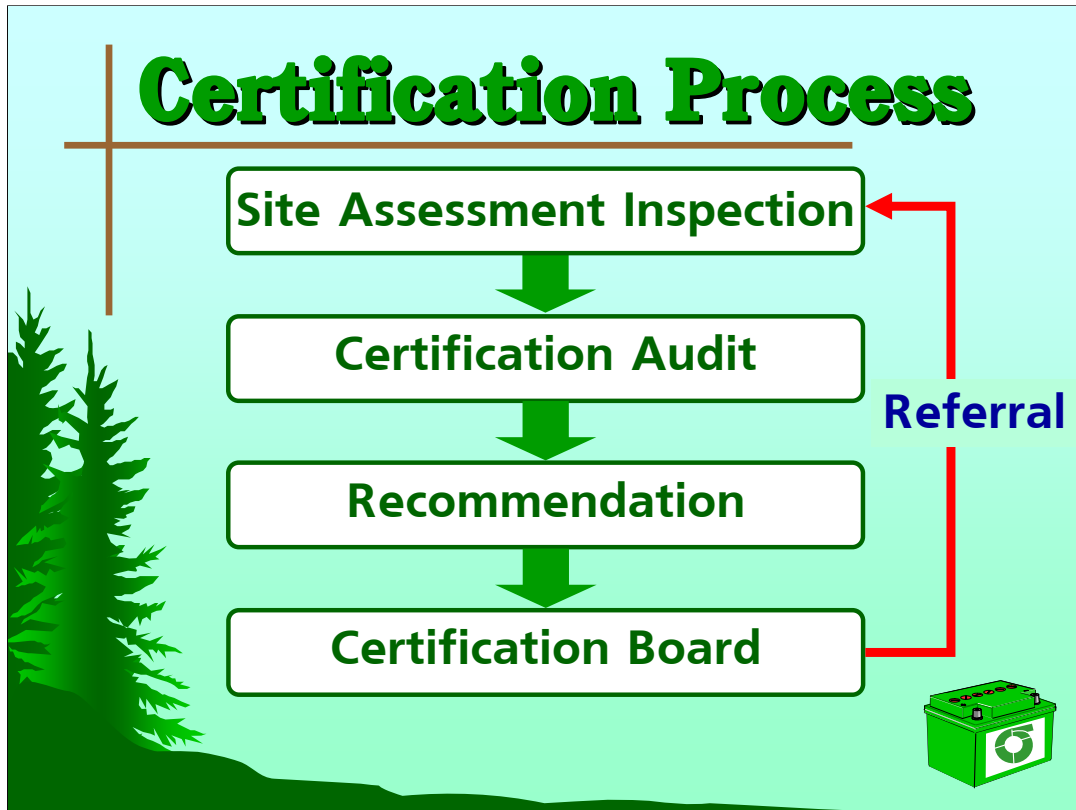 Certification Process
Site Assessment Inspection
Certification Audit
Referral
Recommendation
Certification Board